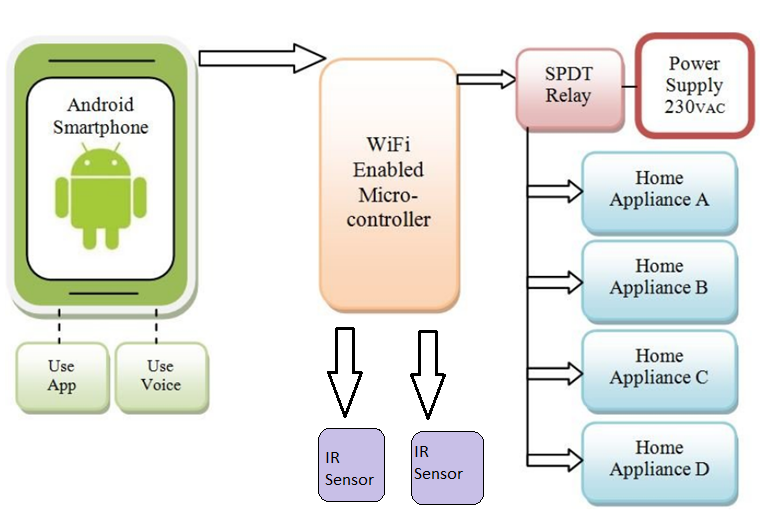 Android
Smartphone
Use
App
Use
Voice
WiFi
Enabled
Micro-
controller
IR
Sensor
IR
Sensor
SPDT
Relay
Power
Supply
230VAC
Home
Appliance A
Home
Appliance B
Home
Appliance C
Home
Appliance D